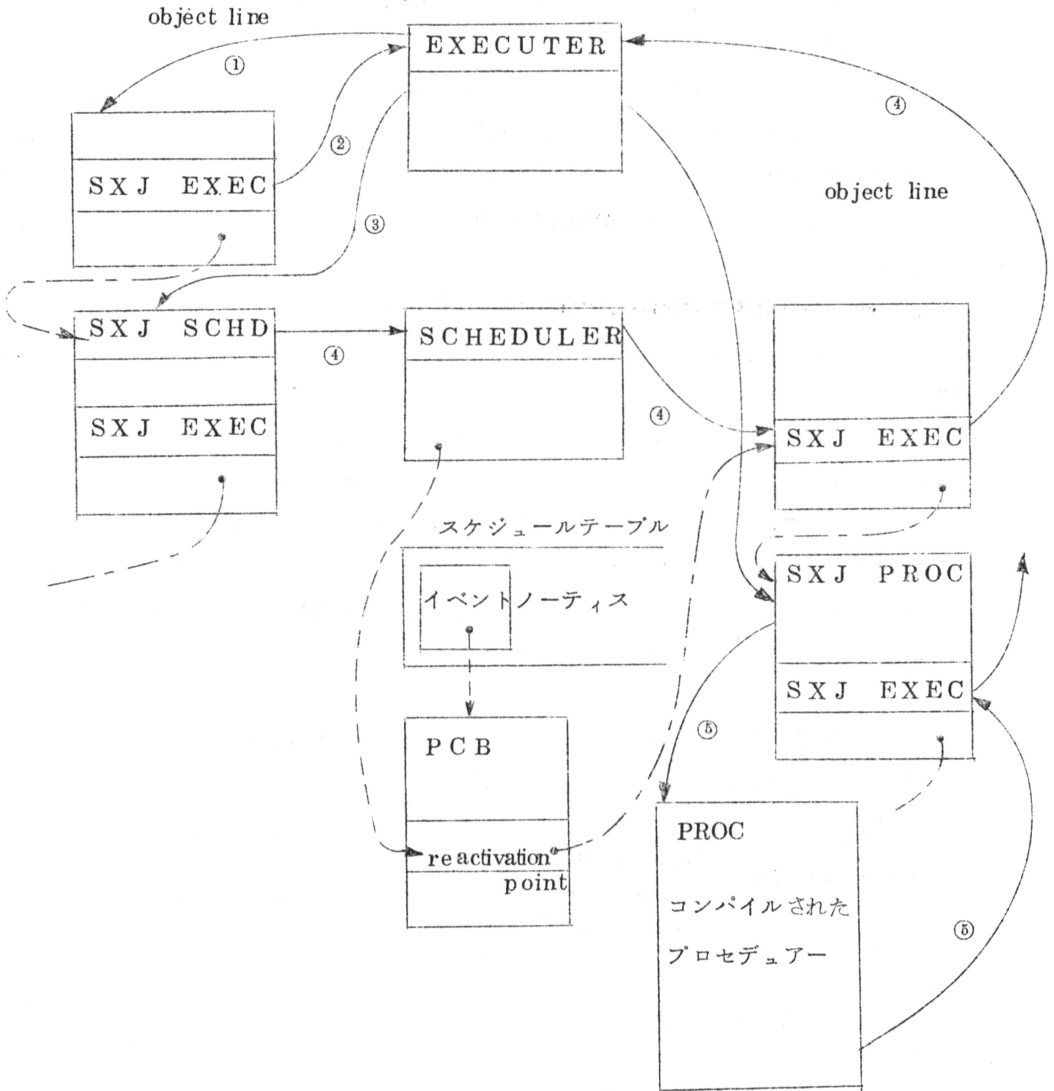 object line
EXECUTER
①
②
④
SXJ EXEC
object line
③
SXJ SCHD
④
SCHEDULER
④
SXJ EXEC
SXJ EXEC
スケジュールテーブル
イベントノーティス
SXJ PROC
SXJ EXEC
PCB
⑤
reactivation
point
PROC
コンパイルされた
プロセデュアー
⑤